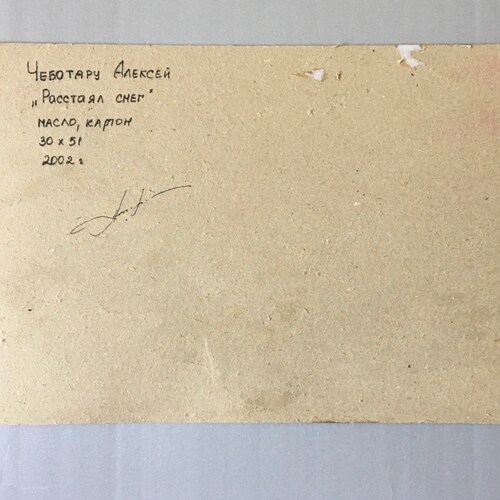 Чеботару Алексей
„Расстаял снег"
масло, картон
30 x 51
2002 г